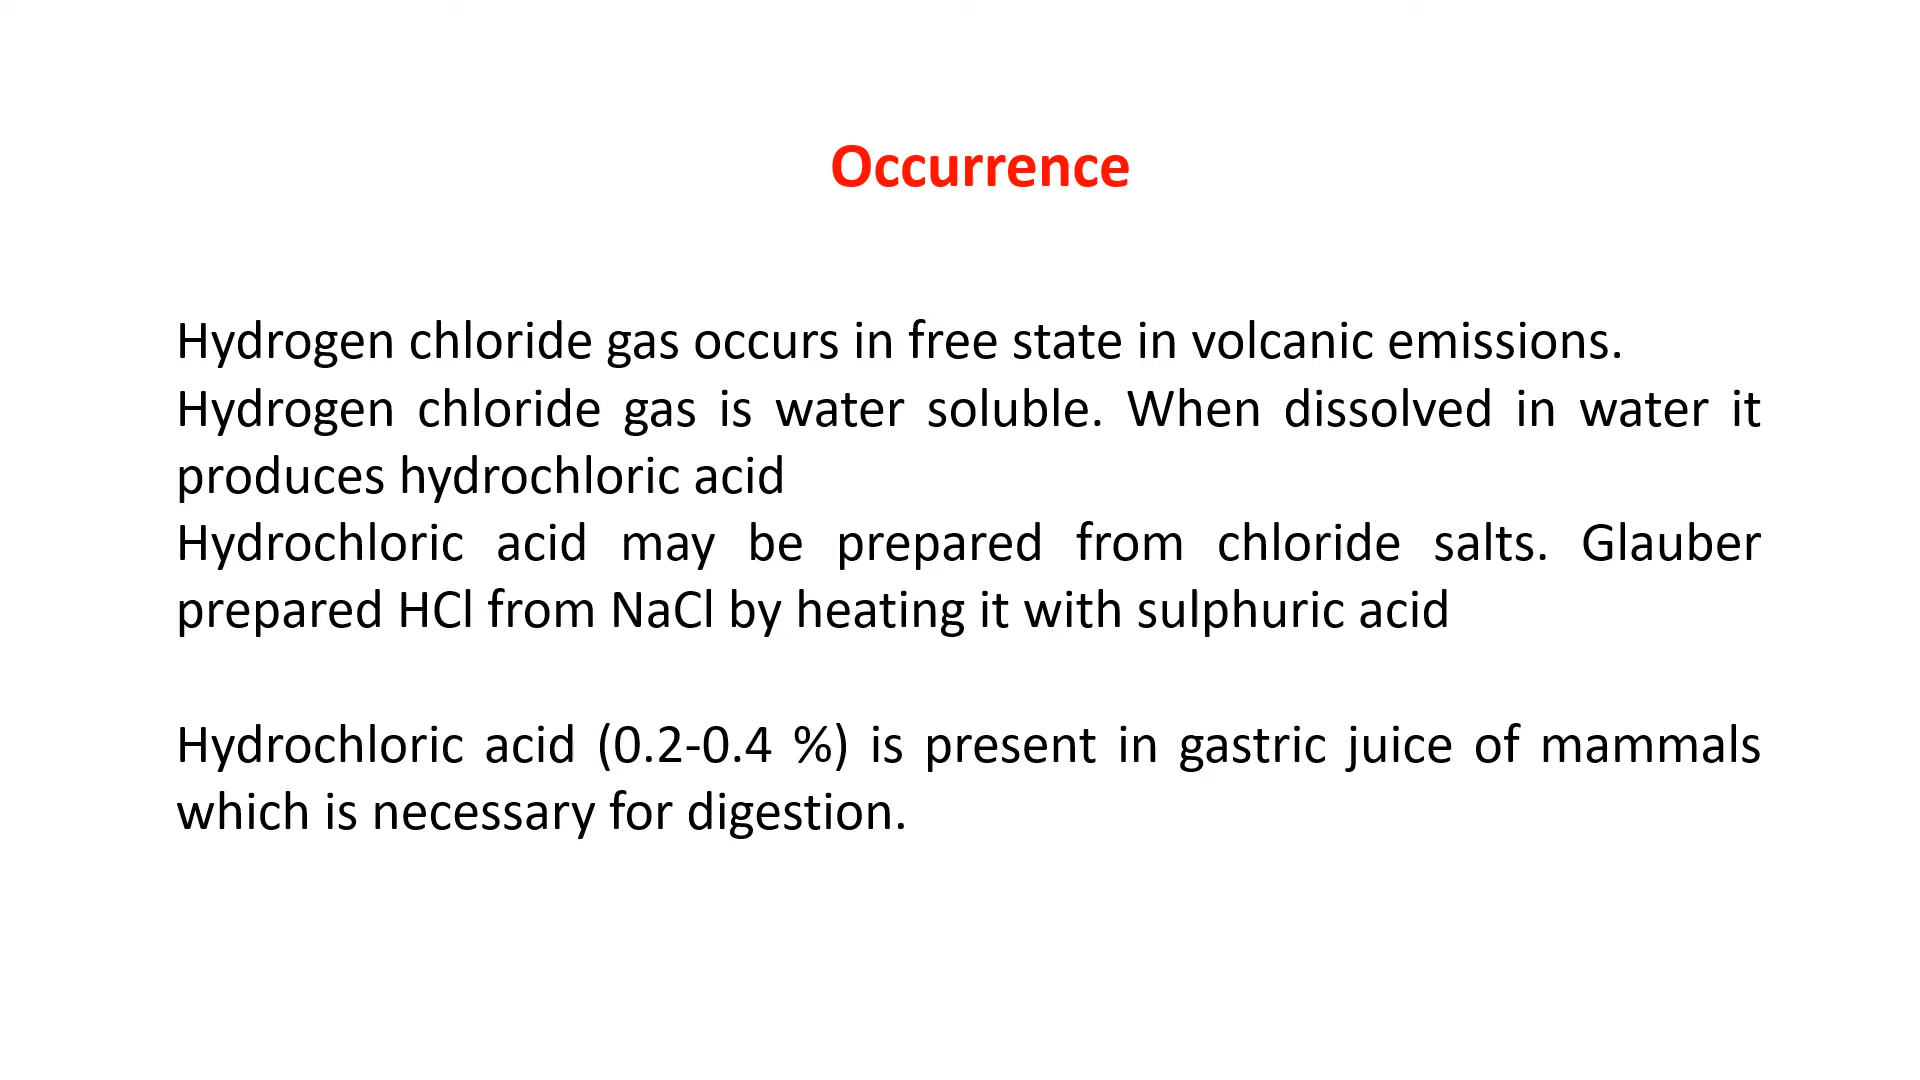 Occurrence
Hydrogen chloride gas occurs in free state in volcanic emissions.
Hydrogen chloride gas is water soluble. When dissolved in water it
produces hydrochloric acid
Hydrochloric acid may be prepared from chloride salts. Glauber
prepared HCl from NaCl by heating it with sulphuric acid
Hydrochloric acid (0.2-0.4 %) is present in gastric juice of mammals
which is necessary for digestion.